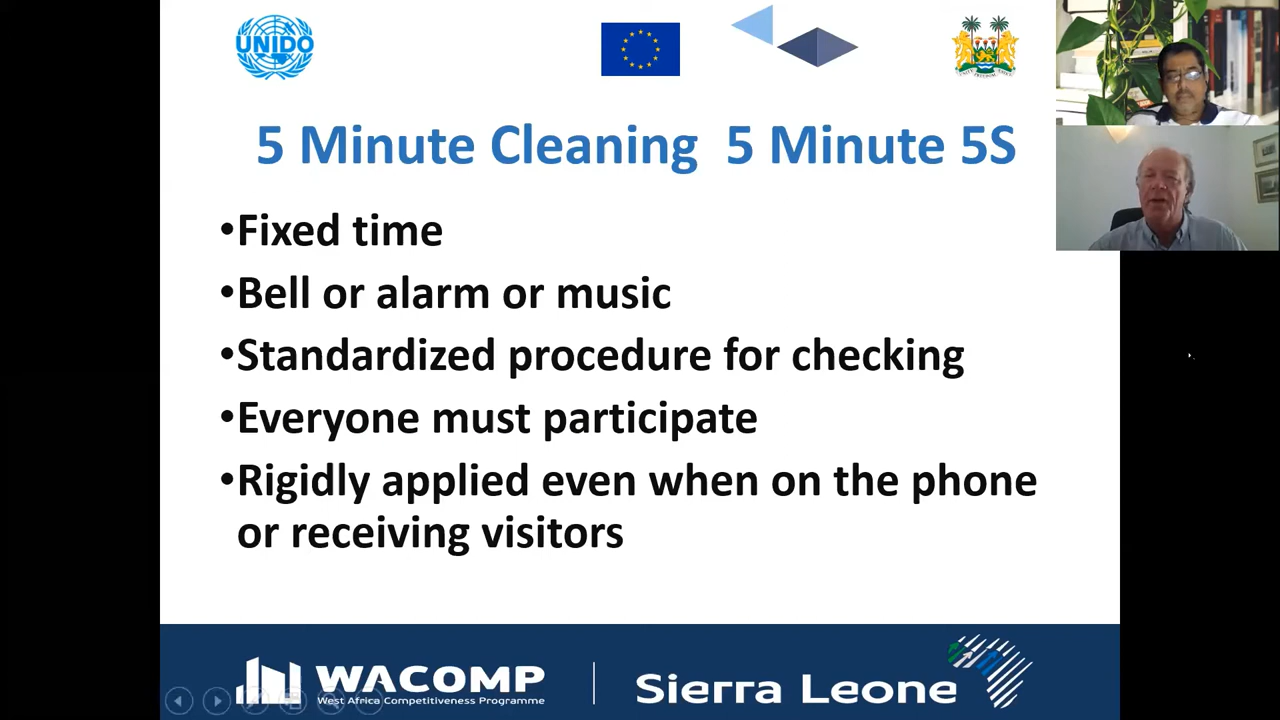 UNIDO
5 Minute Cleaning 5 Minute 5S
•Fixed time
•Bell or alarm or music
•Standardized procedure for checking
•Everyone must participate
•Rigidly applied even when on the phone
or receiving visitors
WACOMP
West Africa Competitiveness Programme
Sierra Leone